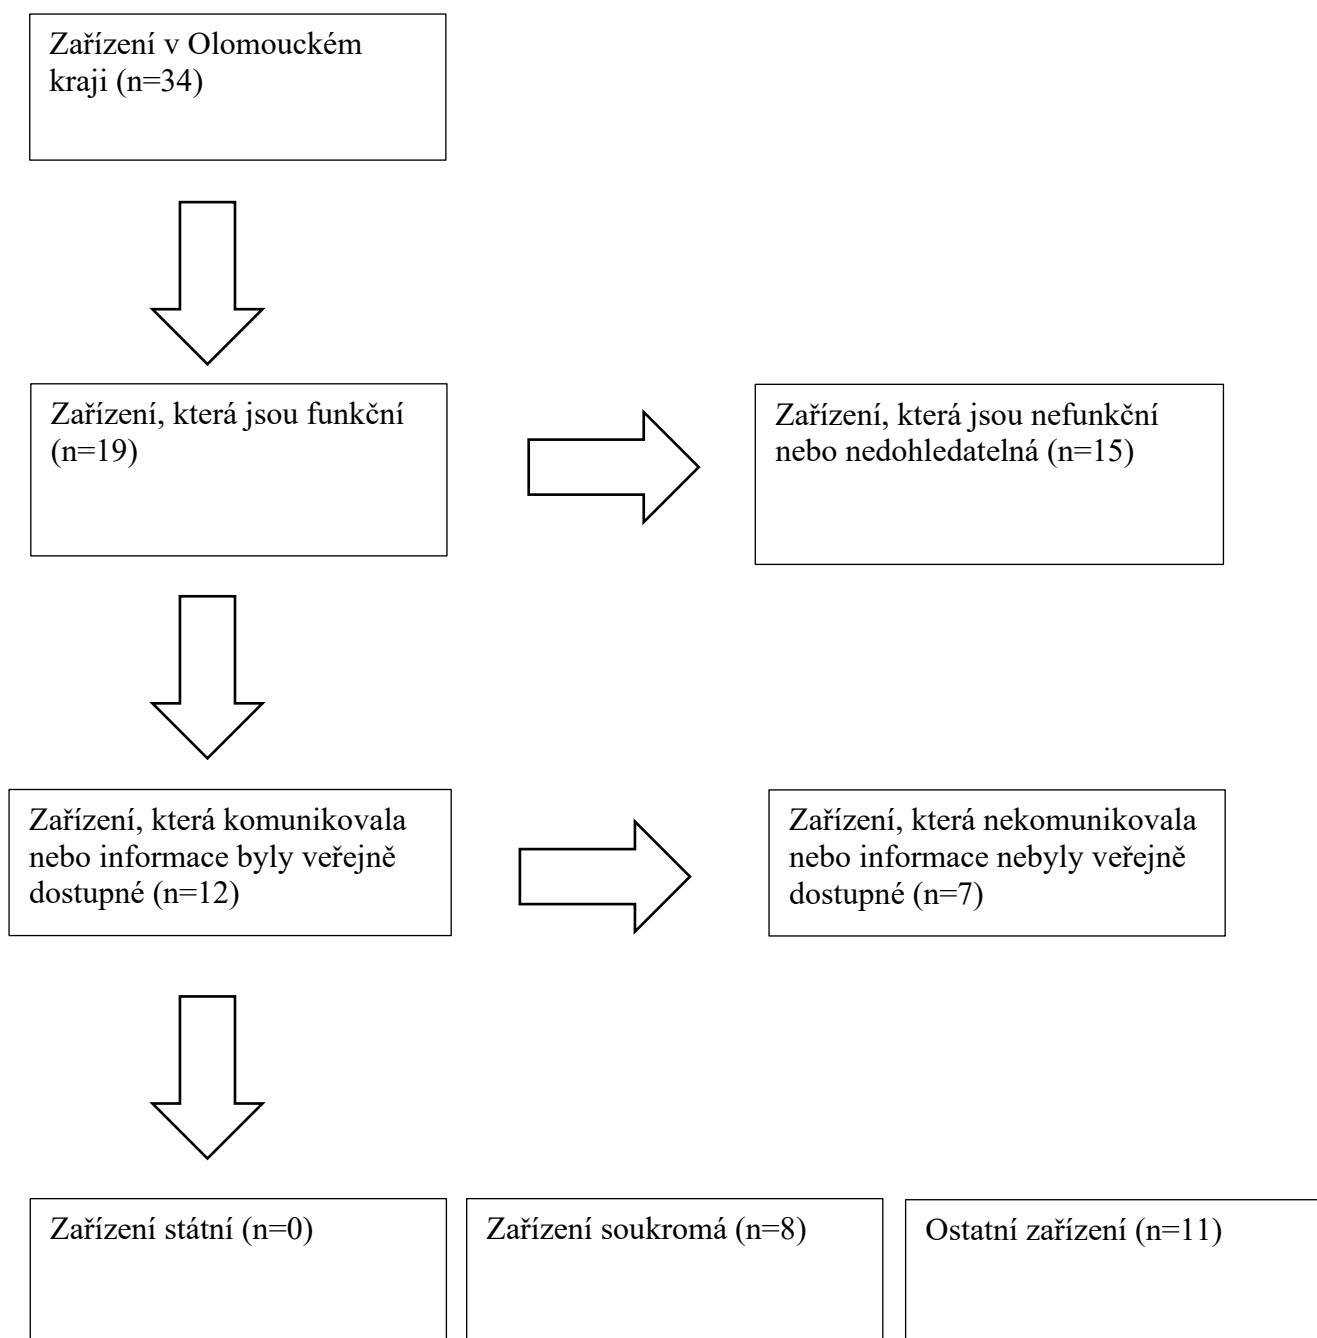 Zařízení v Olomouckém
kraji (n=34)
Zařízení, která jsou funkční
(n=19)
Zařízení, která jsou nefunkční
nebo nedohledatelná (n=15)
Zařízení, která komunikovala
nebo informace byly veřejně
dostupné (n=12)
Zařízení, která nekomunikovala
nebo informace nebyly veřejně
dostupné (n=7)
Zařízení státní (n=0)
Zařízení soukromá (n=8)
Ostatní zařízení (n=11)